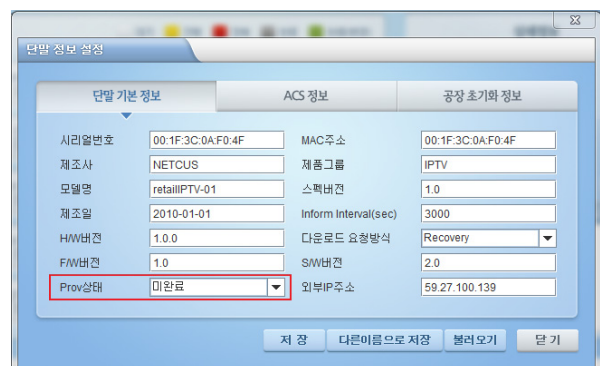 단말 정보 설정
단말 기본 정보 ACS 정보 공장 초기화 정보
시리얼번호 00:1F:3C:0A:F0:4F MAC주소 00:1F:3C:0A:F0:4F
제조사 NETCUS 제품그룹 IPTV
모델명 retailIPTV-01 스펙버전 1.0
제조일 2010-01-01 Inform Interval(sec) 3000
H/W버전 1.0.0 다운로드 요청방식 Recovery
F/W버전 1.0 S/W버전 2.0
Prov상태 미완료 외부IP주소 59.27.100.139
저 장 다른이름으로 저장 불러오기 닫 기